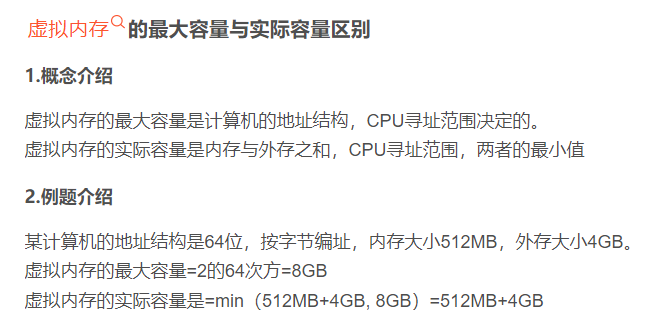 虚拟内存的最大容量与实际容量区别
1.概念介绍
虚拟内存的最大容量是计算机的地址结构，CPU寻址范围决定的。
虚拟内存的实际容量是内存与外存之和，CPU寻址范围，两者的最小值
2.例题介绍
某计算机的地址结构是64位，按字节编址，内存大小512MB，外存大小4GB。
虚拟内存的最大容量=2的64次方=8GB
虚拟内存的实际容量是=min（512MB+4GB, 8GB）=512MB+4GB